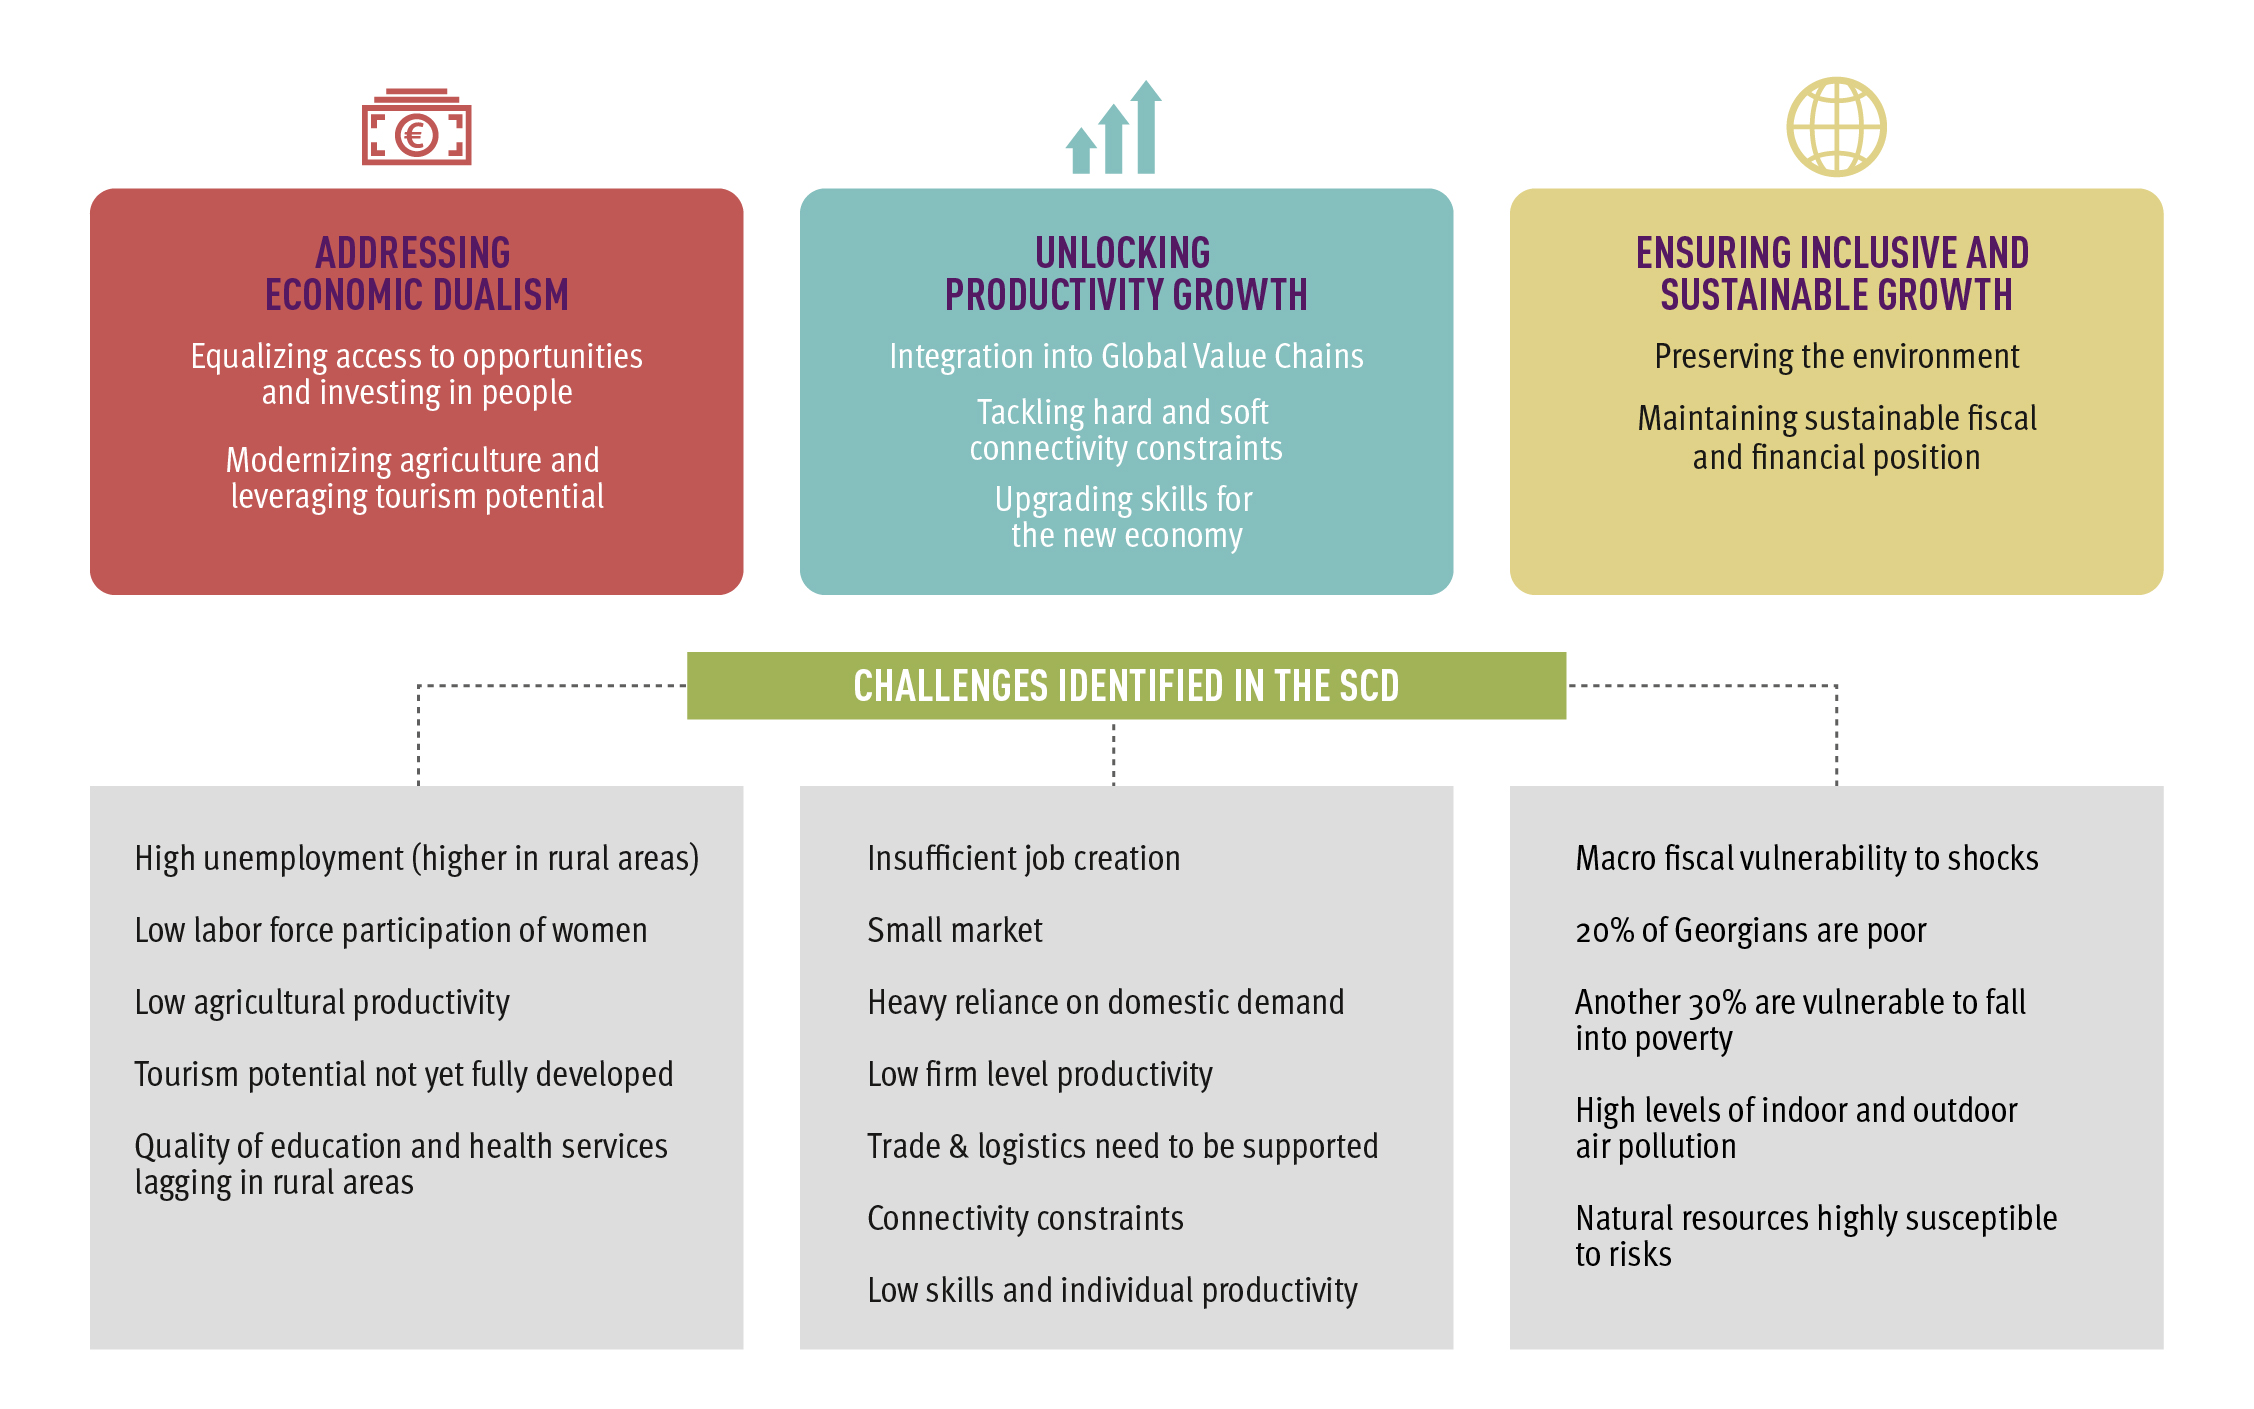 ADDRESSING
ECONOMIC DUALISM
Equalizing access to opportunities
and investing in people
Modernizing agriculture and
leveraging tourism potential
UNLOCKING
PRODUCTIVITY GROWTH
Integration into Global Value Chains
Tackling hard and soft
connectivity constraints
Upgrading skills for
the new economy
ENSURING INCLUSIVE AND
SUSTAINABLE GROWTH
Preserving the environment
Maintaining sustainable fiscal
and financial position
CHALLENGES IDENTIFIED IN THE SCD
High unemployment (higher in rural areas)
Low labor force participation of women
Low agricultural productivity
Tourism potential not yet fully developed
Quality of education and health services
lagging in rural areas
Insufficient job creation
Small market
Heavy reliance on domestic demand
Low firm level productivity
Trade & logistics need to be supported
Connectivity constraints
Low skills and individual productivity
Macro fiscal vulnerability to shocks
20% of Georgians are poor
Another 30% are vulnerable to fall
into poverty
High levels of indoor and outdoor
air pollution
Natural resources highly susceptible
to risks